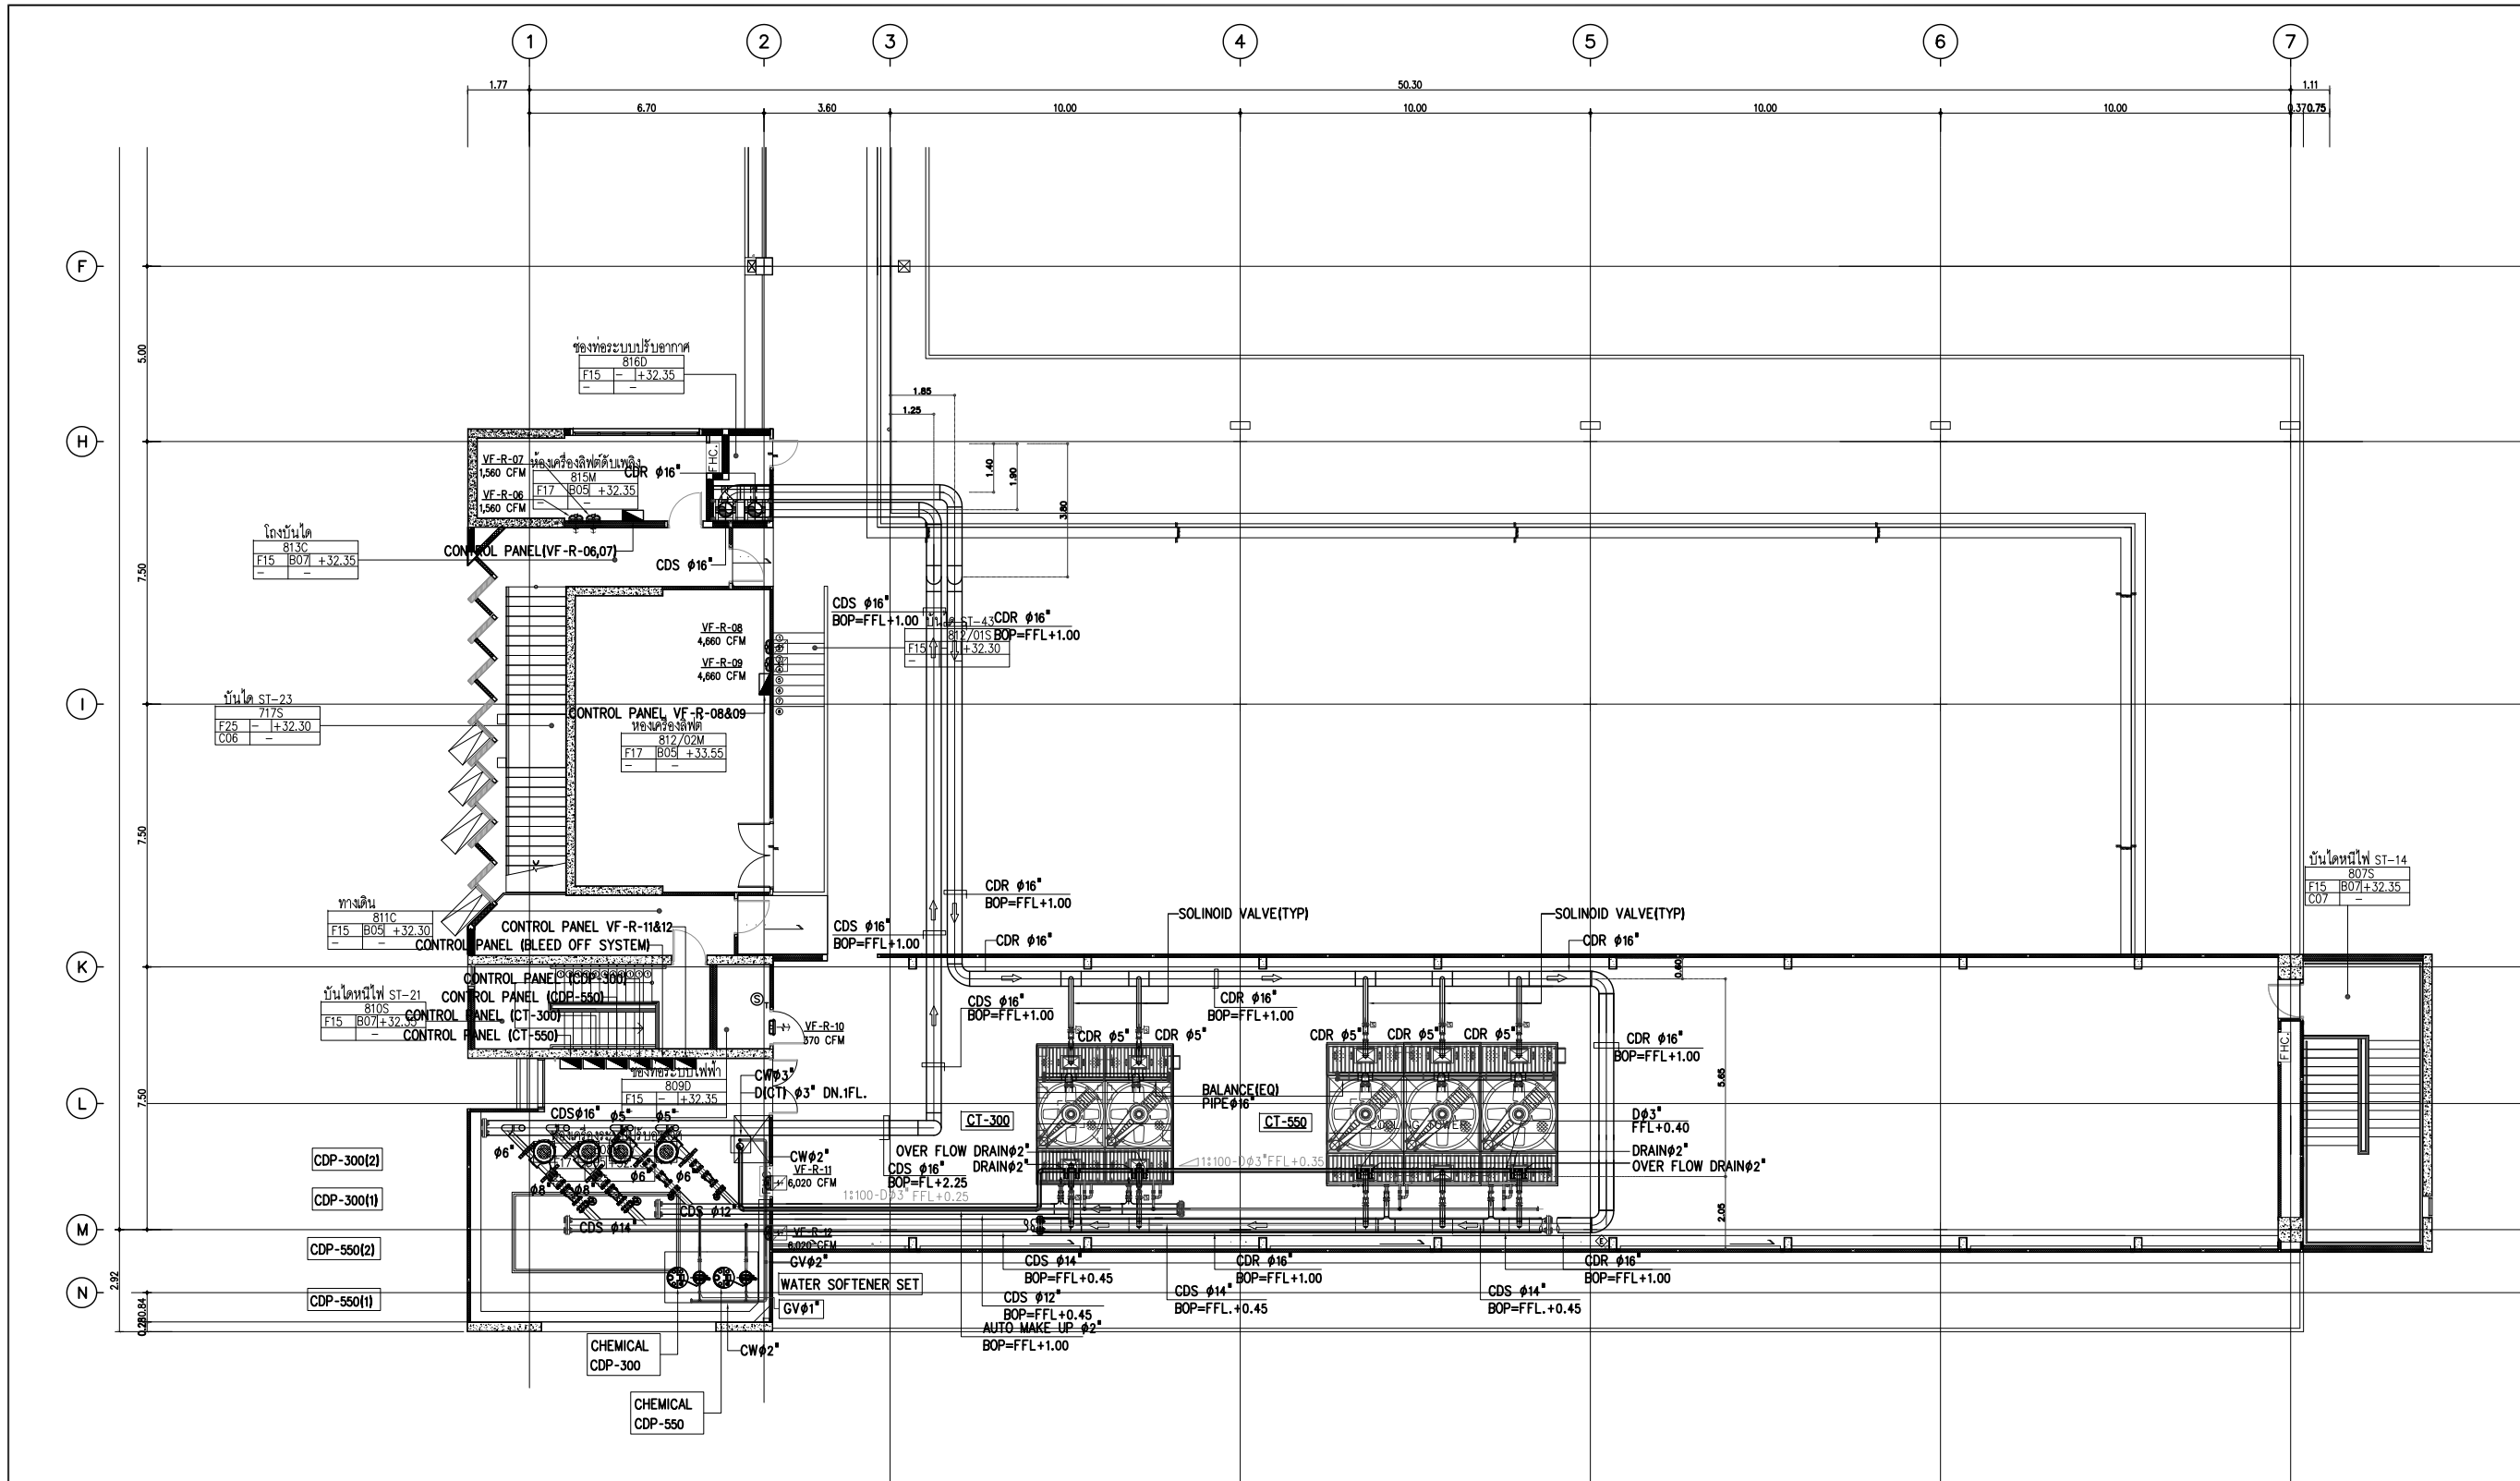 1
2
3
4
5
6
7
1.77
50.30
1.11
6.70
3.60
10.00
10.00
10.00
10.00
0.37
0.75
F
H
I
K
L
M
N
5.00
7.50
7.50
7.50
2.92
0.84
0.28
ช่องท่อระบบปรับอากาศ
816D
F15 - +32.35
- -
1.85
1.25
1.40
1.90
3.80
FHC.
VF-R-07
1,560 CFM
VF-R-06
1,560 CFM
ห้องเครื่องลิฟต์ดับเพลิง
815M
F17 B05 +32.35
- -
CDR ϕ16"
โถงบันได
813C
F15 B07 +32.35
- -
CONTROL PANEL(VF-R-06,07)
CDS ϕ16"
CDS ϕ16"
BOP=FFL+1.00
บันได ST-43
812/01S
F15 - +32.30
-
CDR ϕ16"
BOP=FFL+1.00
VF-R-08
4,660 CFM
VF-R-09
4,660 CFM
บันได ST-23
717S
F25 - +32.30
C06 -
CONTROL PANEL VF-R-08&09
ห้องเครื่องลิฟต์
812/02M
F17 B05 +33.55
- -
บันไดหนีไฟ ST-14
807S
F15 B07 +32.35
C07 -
CDR ϕ16"
BOP=FFL+1.00
ทางเดิน
811C
F15 B05 +32.30
- -
CONTROL PANEL VF-R-11&12
CONTROL PANEL (BLEED OFF SYSTEM)
CDS ϕ16"
BOP=FFL+1.00
SOLINOID VALVE(TYP)
SOLINOID VALVE(TYP)
CDR ϕ16"
CDR ϕ16"
0.60
CONTROL PANEL (CDP-300)
บันไดหนีไฟ ST-21
810S
F15 B07 +32.35
-
CONTROL PANEL (CDP-550)
CONTROL PANEL (CT-300)
CONTROL PANEL (CT-550)
S
T
VF-R-10
370 CFM
CDS ϕ16"
BOP=FFL+1.00
CDR ϕ16"
BOP=FFL+1.00
CDR ϕ5"
CDR ϕ5"
CDR ϕ5"
CDR ϕ5"
CDR ϕ5"
CDR ϕ16"
BOP=FFL+1.00
FHC.
5.65
ช่องท่อระบบไฟฟ้า
809D
F15 - +32.35
CWϕ3"
D(CT) ϕ3" DN.1FL.
BALANCE(EQ)
PIPEϕ16"
CT-300
CT-550
COOLING TOWER
Dϕ3"
FFL+0.40
DRAINϕ2"
OVER FLOW DRAINϕ2"
CDSϕ16"
ϕ5"
ϕ5"
ϕ6"
ϕ8"
ϕ8"
ϕ6"
ϕ6"
CDP-300(2)
CDP-300(1)
CDP-550(2)
CDP-550(1)
CWϕ2"
VF-R-11
6,020 CFM
OVER FLOW DRAINϕ2"
DRAINϕ2"
CDS ϕ16"
BOP=FL+2.25
1:100-Dϕ3" FFL+0.25
1:100-Dϕ3"FFL+0.35
CDS ϕ12"
CDS ϕ14"
VF-R-12
6,020 CFM
2.05
E
GVϕ2"
WATER SOFTENER SET
GVϕ1"
CDS ϕ14"
BOP=FFL+0.45
CDR ϕ16"
BOP=FFL+1.00
CDR ϕ16"
BOP=FFL+1.00
CDS ϕ12"
BOP=FFL+0.45
CDS ϕ14"
BOP=FFL.+0.45
CDS ϕ14"
BOP=FFL.+0.45
AUTO MAKE UP ϕ2"
BOP=FFL+1.00
CHEMICAL
CDP-300
CWϕ2"
CHEMICAL
CDP-550